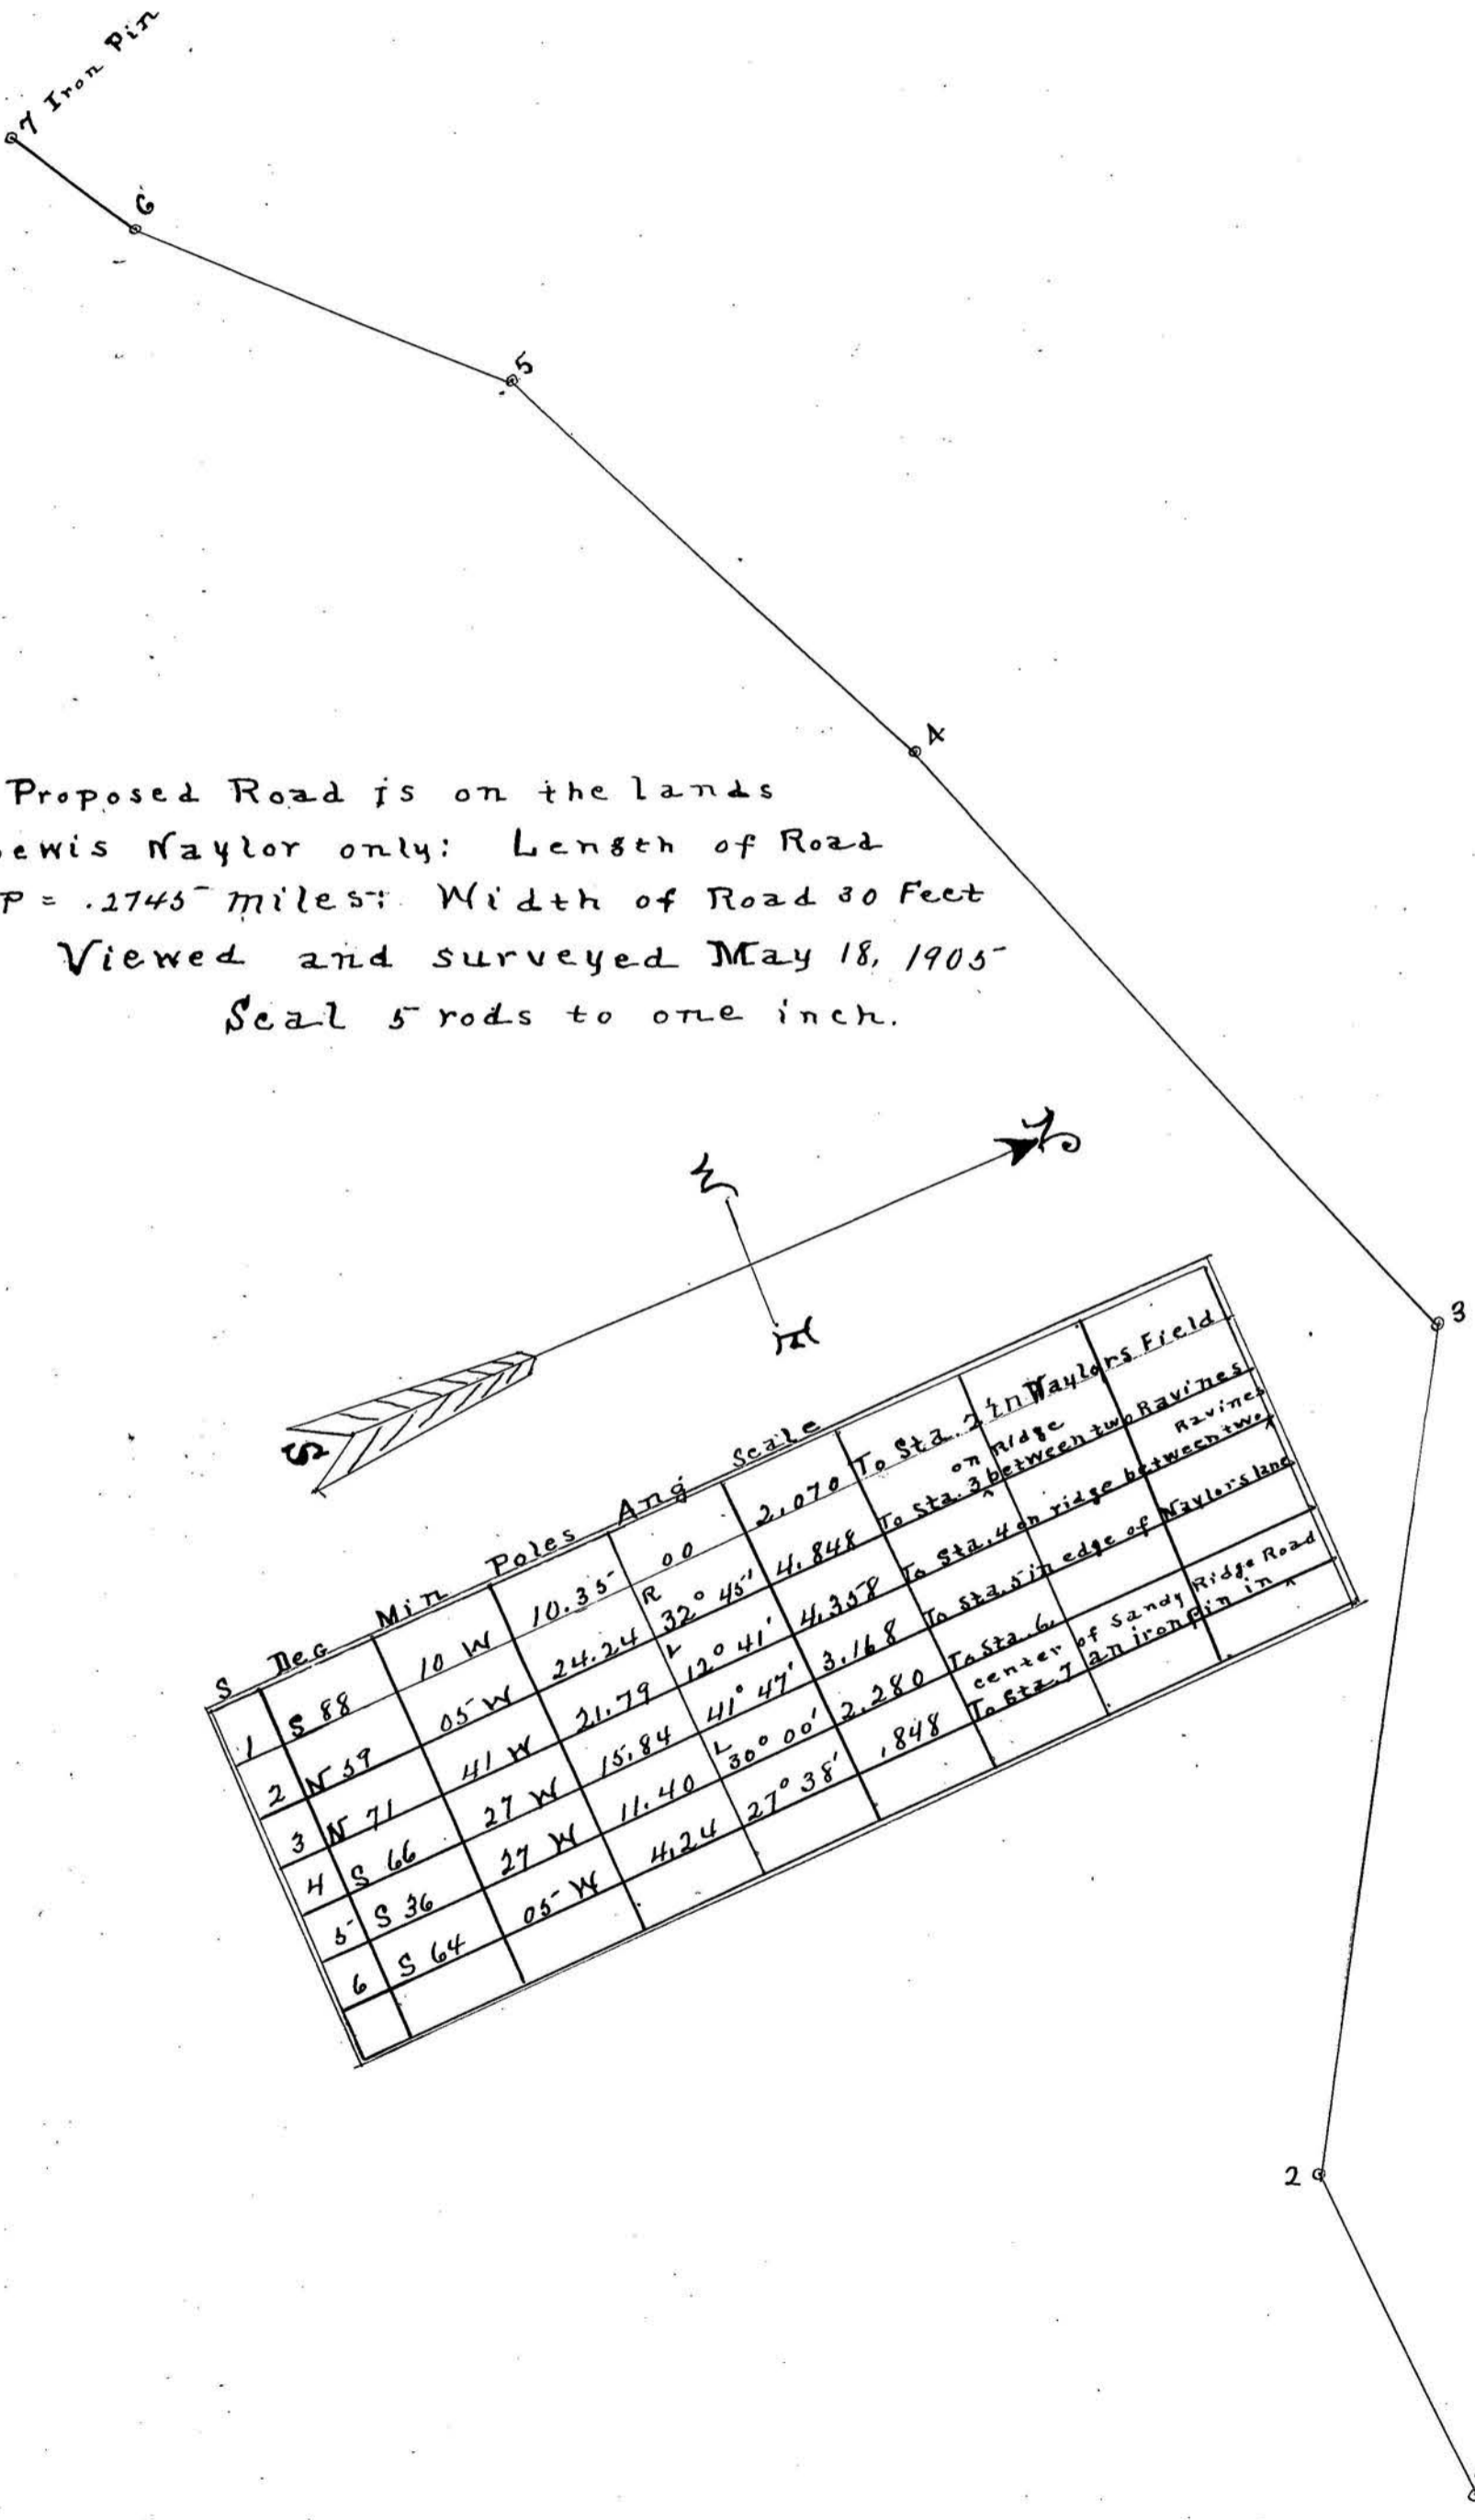 7 Iron Pin
6
5
4
Proposed Road is on the lands
ewis Naylor only: Length of Road
P = .2745 miles: Width of Road 30 Feet
Viewed and surveyed May 18, 1905
Scal 5 rods to one inch.
N
W
E
S
3
S Deg Min Poles Ang Scale
1 S 88 10 W 10.35 00 2.070 To Sta. 2 in Naylors Field
2 N 59 05 W 24.24 R 32° 45' 4.848 To Sta. 3 on Ridge between two Ravines
3 N 71 41 W 21.79 L 12° 41' 4.358 To Sta. 4 on ridge between two Ravines
4 S 66 27 W 15.84 41° 47' 3.168 To Sta. 5 in edge of Naylors lane
5 S 36 27 W 11.40 L 30° 00' 2.280 To Sta. 6.
6 S 64 05 W 4.24 27° 38' .848 To Sta. 7 an iron pin in center of Sandy Ridge Road
2